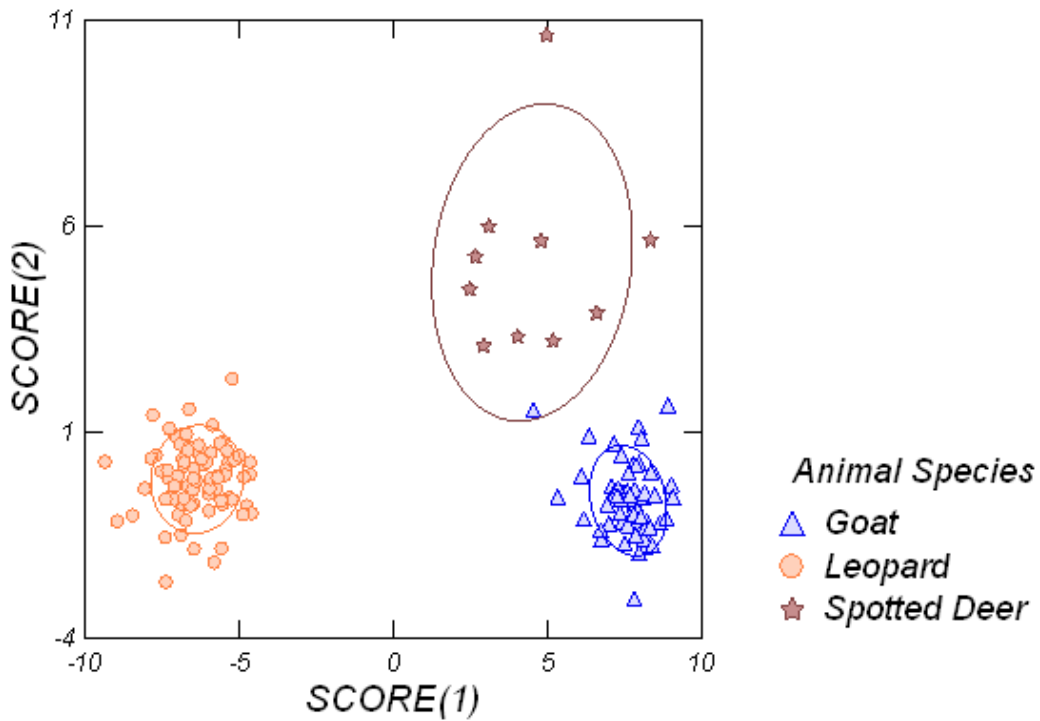 11
6
1
-4
SCORE(2)
-10
-5
0
5
10
SCORE(1)
Animal Species
Goat
Leopard
Spotted Deer